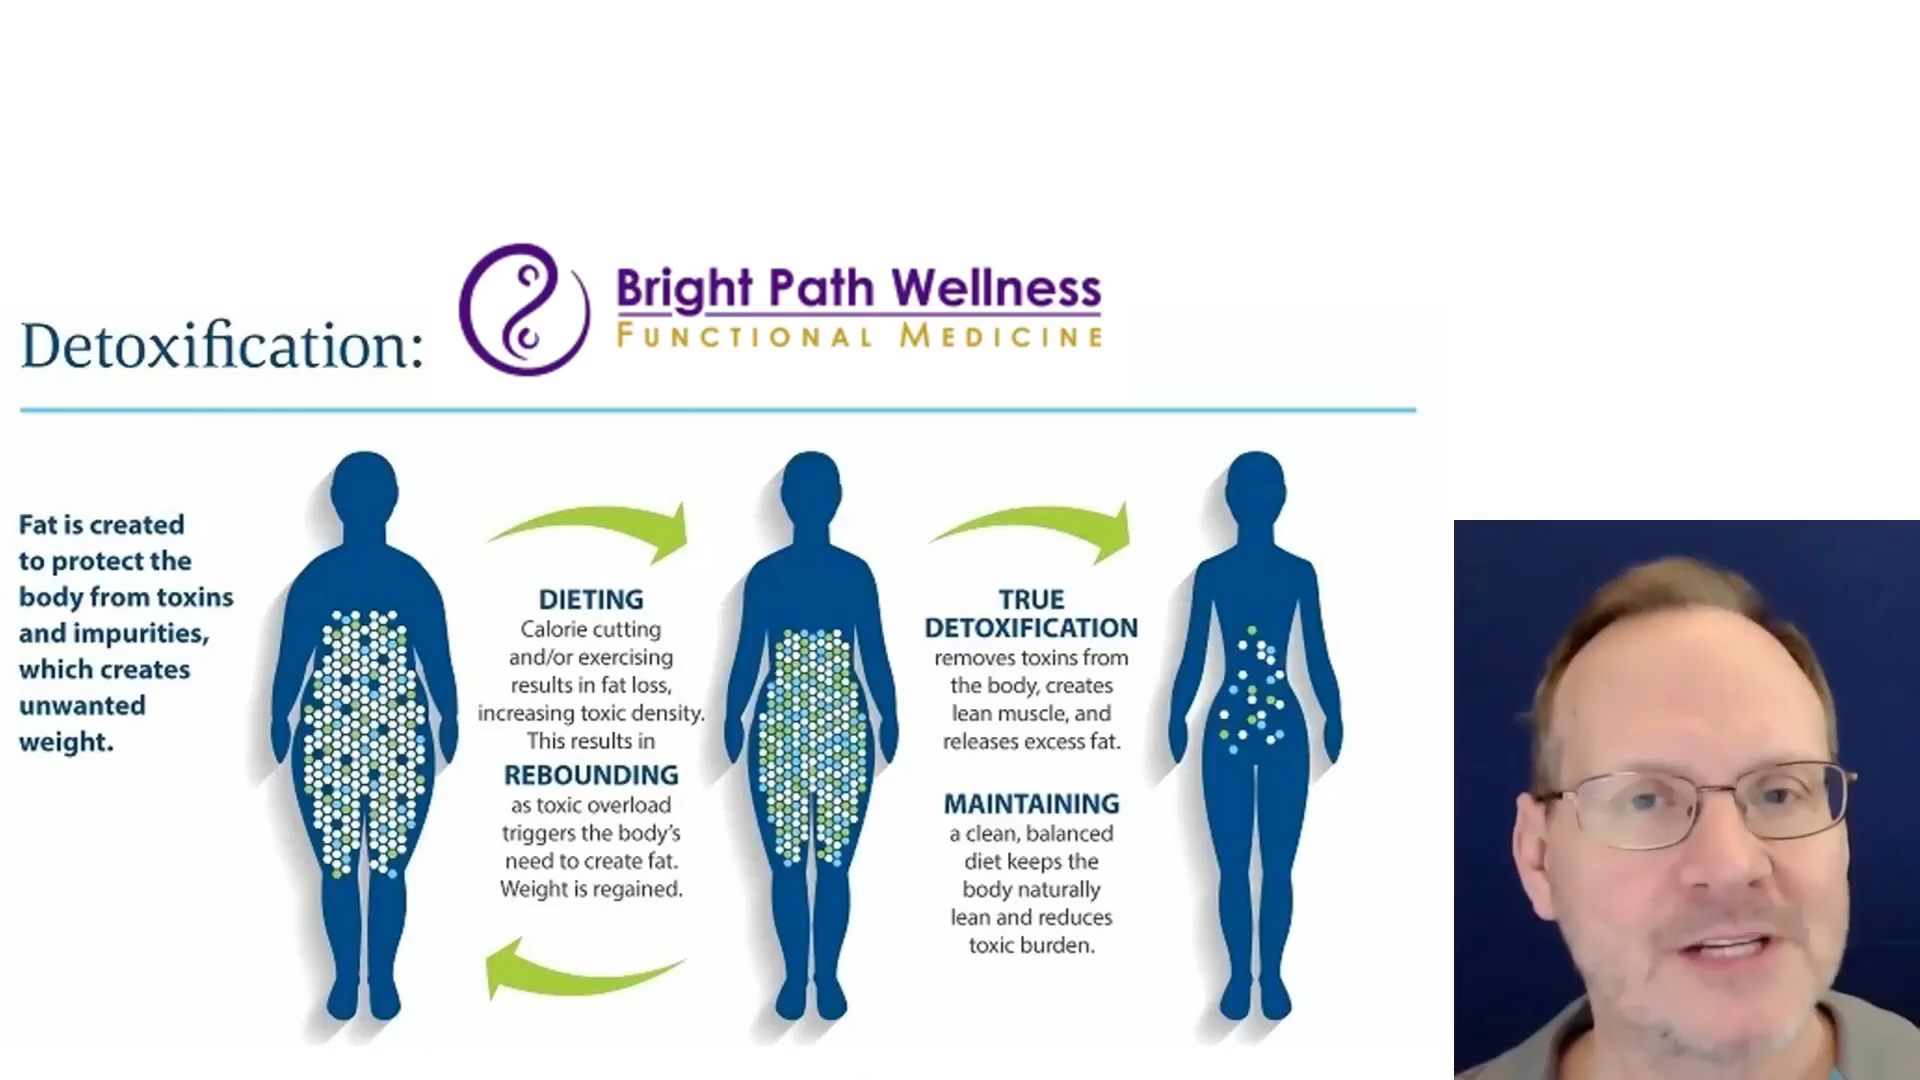 Bright Path Wellness
FUNCTIONAL MEDICINE
Detoxification:
Fat is created
to protect the
body from toxins
and impurities,
which creates
unwanted
weight.
DIETING
Calorie cutting
and/or exercising
results in fat loss,
increasing toxic density.
This results in
REBOUNDING
as toxic overload
triggers the body's
need to create fat.
Weight is regained.
TRUE
DETOXIFICATION
removes toxins from
the body, creates
lean muscle, and
releases excess fat.
MAINTAINING
a clean, balanced
diet keeps the
body naturally
lean and reduces
toxic burden.